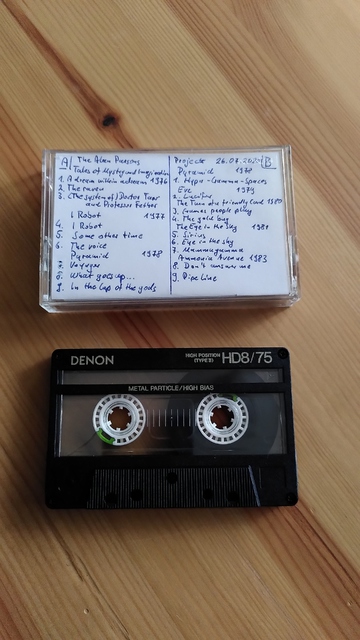 A The Alan Parsons
Tales of Mystery and Imagination
1. A dream within a dream 1976
2. The raven
3. (The system of) Doctor Tarr
and Professor Fether
I Robot 1977
4. I Robot
5. Some other time
6. The voice
Pyramid 1978
7. Voyager
8. What goes up...
9. In the lap of the gods
Project 26.07.202 B
Pyramid 1978
1. Hyper-Gamma-Spaces
Eve 1979
2. Lucifer
The Turn of a friendly Card 1980
3. Games people play
4. The gold bug
The Eye in the Sky 1981
5. Sirius
6. Eye in the sky
7. Mammagamma
Ammonia Avenue 1983
8. Don't answer me
9. Pipeline
DENON
HIGH POSITION
(TYPE II)
HD8/75
METAL PARTICLE/HIGH BIAS